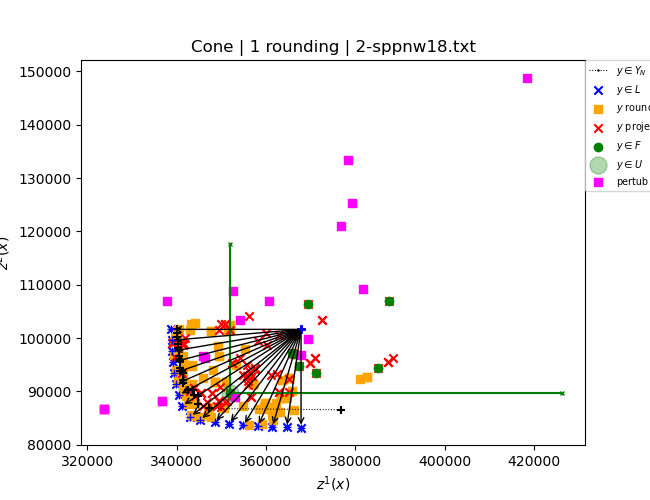 Cone | 1 rounding | 2-sppnw18.txt
150000
140000
130000
120000
110000
100000
90000
80000
320000 340000 360000 380000 400000 420000
z¹(x)
z²(x)
y ∈ Y_N
y ∈ L
y roun
y proje
y ∈ F
y ∈ U
pertub